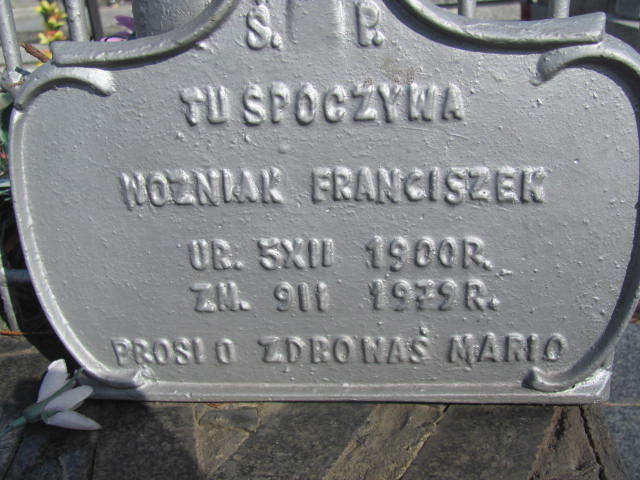 Ś. P.
TU SPOCZYWA
WOZNIAK FRANCISZEK
UR. 5XII 1900R.
ZM. 9II 1979R.
PROSI O ZDROWAŚ MARIO